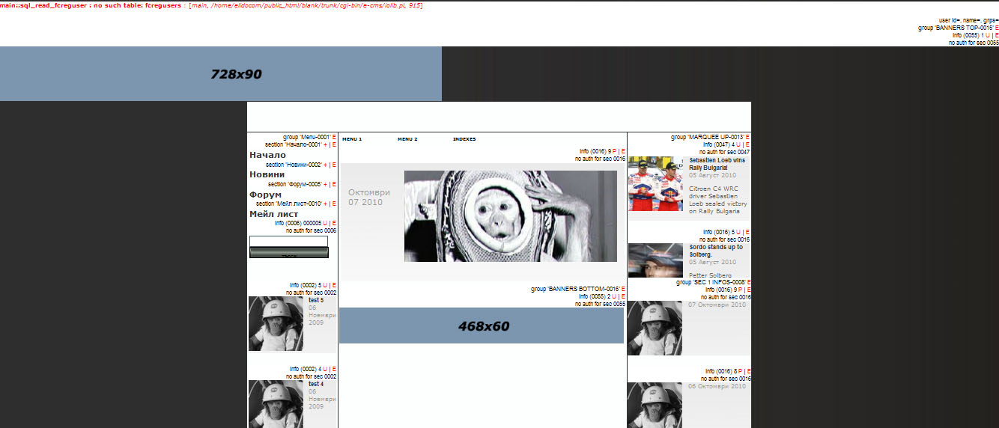 main::sql_read_fcreguser : no such table: fcregusers : [main, /home/elidocom/public_html/blank/trunk/cgi-bin/e-cms/iolib.pl, 915]
user id=, name=, grps=
group 'BANNERS TOP-0015' E
Info (0055) 1 U | E
no auth for sec 0055
728x90
group 'Menu-0001' E
section 'Начало-0001' + | E
Начало
section 'Новини-0002' + | E
Новини
section 'Форум-0005' + | E
Форум
section 'Мейл лист-0010' + | E
Мейл лист
Info (0006) 000005 U | E
no auth for sec 0006
Info (0002) 5 U | E
no auth for sec 0002
test 5
06
Ноември
2009
Info (0002) 4 U | E
no auth for sec 0002
test 4
06
Ноември
2009
MENU 1
MENU 2
INDEXES
Info (0016) 9 P | E
no auth for sec 0016
Октомври
07 2010
group 'BANNERS BOTTOM-0016' E
Info (0055) 2 U | E
no auth for sec 0055
468x60
group 'MARQUEE UP-0013' E
Info (0047) 4 U | E
no auth for sec 0047
Sebastien Loeb wins
Rally Bulgaria!
05 Август 2010
Citroen C4 WRC
driver Sebastien
Loeb sealed victory
on Rally Bulgaria
Info (0016) 5 U | E
no auth for sec 0016
Sordo stands up to
Solberg.
05 Август 2010
Petter Solberg
group 'SEC 1 INFOS-0008' E
Info (0016) 9 P | E
no auth for sec 0016
07 Октомври 2010
Info (0016) 8 P | E
no auth for sec 0016
06 Октомври 2010